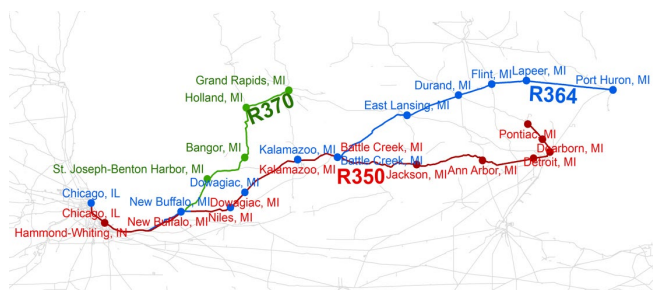 Grand Rapids, MI
Holland, MI
R370
Flint, MI
Lapeer, MI
Port Huron, MI
Durand, MI
R364
East Lansing, MI
Pontiac, MI
Bangor, MI
Kalamazoo, MI
Battle Creek, MI
Dearborn, MI
Battle Creek, MI
Detroit, MI
St. Joseph-Benton Harbor, MI
Kalamazoo, MI
R350
Jackson, MI
Ann Arbor, MI
Dowagiac, MI
Chicago, IL
New Buffalo, MI
Dowagiac, MI
Chicago, IL
New Buffalo, MI
Niles, MI
Hammond-Whiting, IN